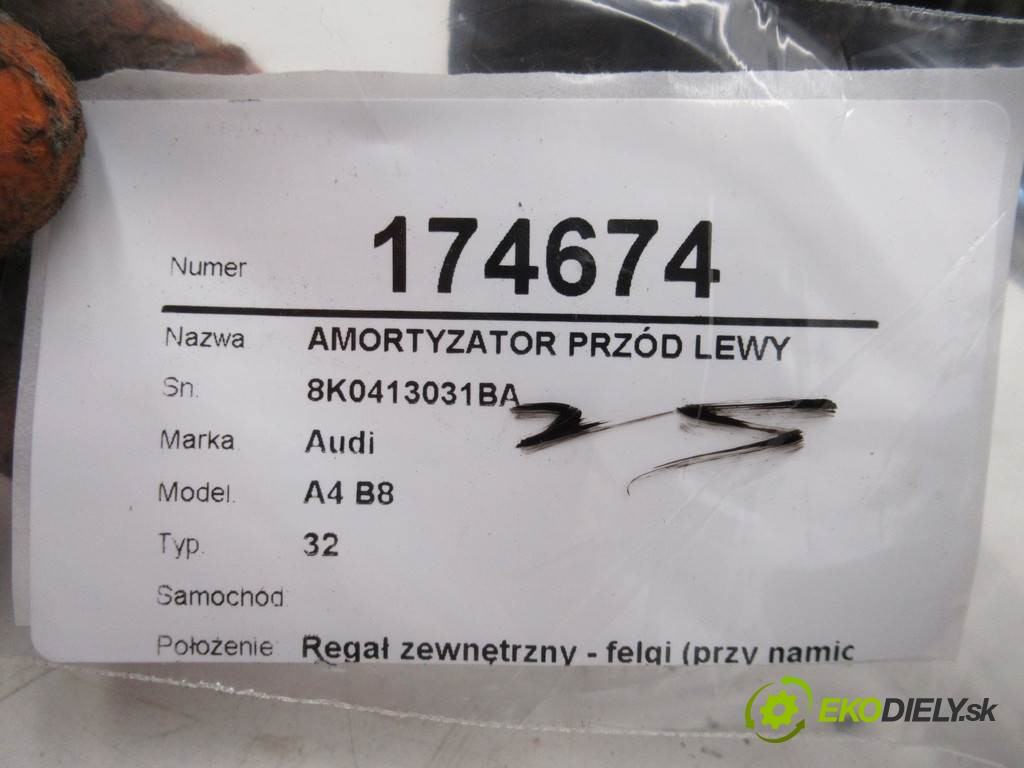 Numer 174674
Nazwa AMORTYZATOR PRZÓD LEWY
Sn. 8K0413031BA
Marka Audi
Model. A4 B8
Typ. 32
Samochód
Położenie: Regał zewnętrzny - felgi (przy namic
EKODIELY.sk